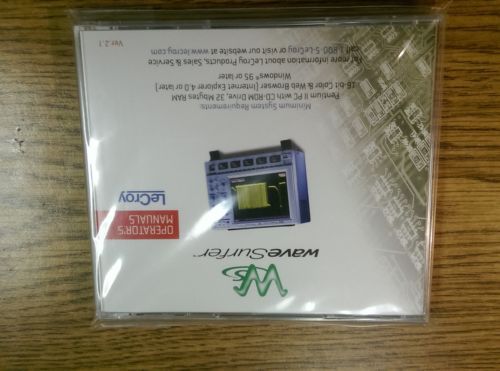 WS
waveSurfer™
OPERATOR'S
MANUALS
LeCroy
Minimum System Requirements:
Pentium II PC with CD-ROM Drive, 32 Mbytes RAM
16-bit Color & Web Browser [Internet Explorer 4.0 or later]
Windows® 95 or later
For more information about LeCroy Products, Sales & Service
call 1-800-5-LeCroy or visit our website at www.lecroy.com
Ver 2.1